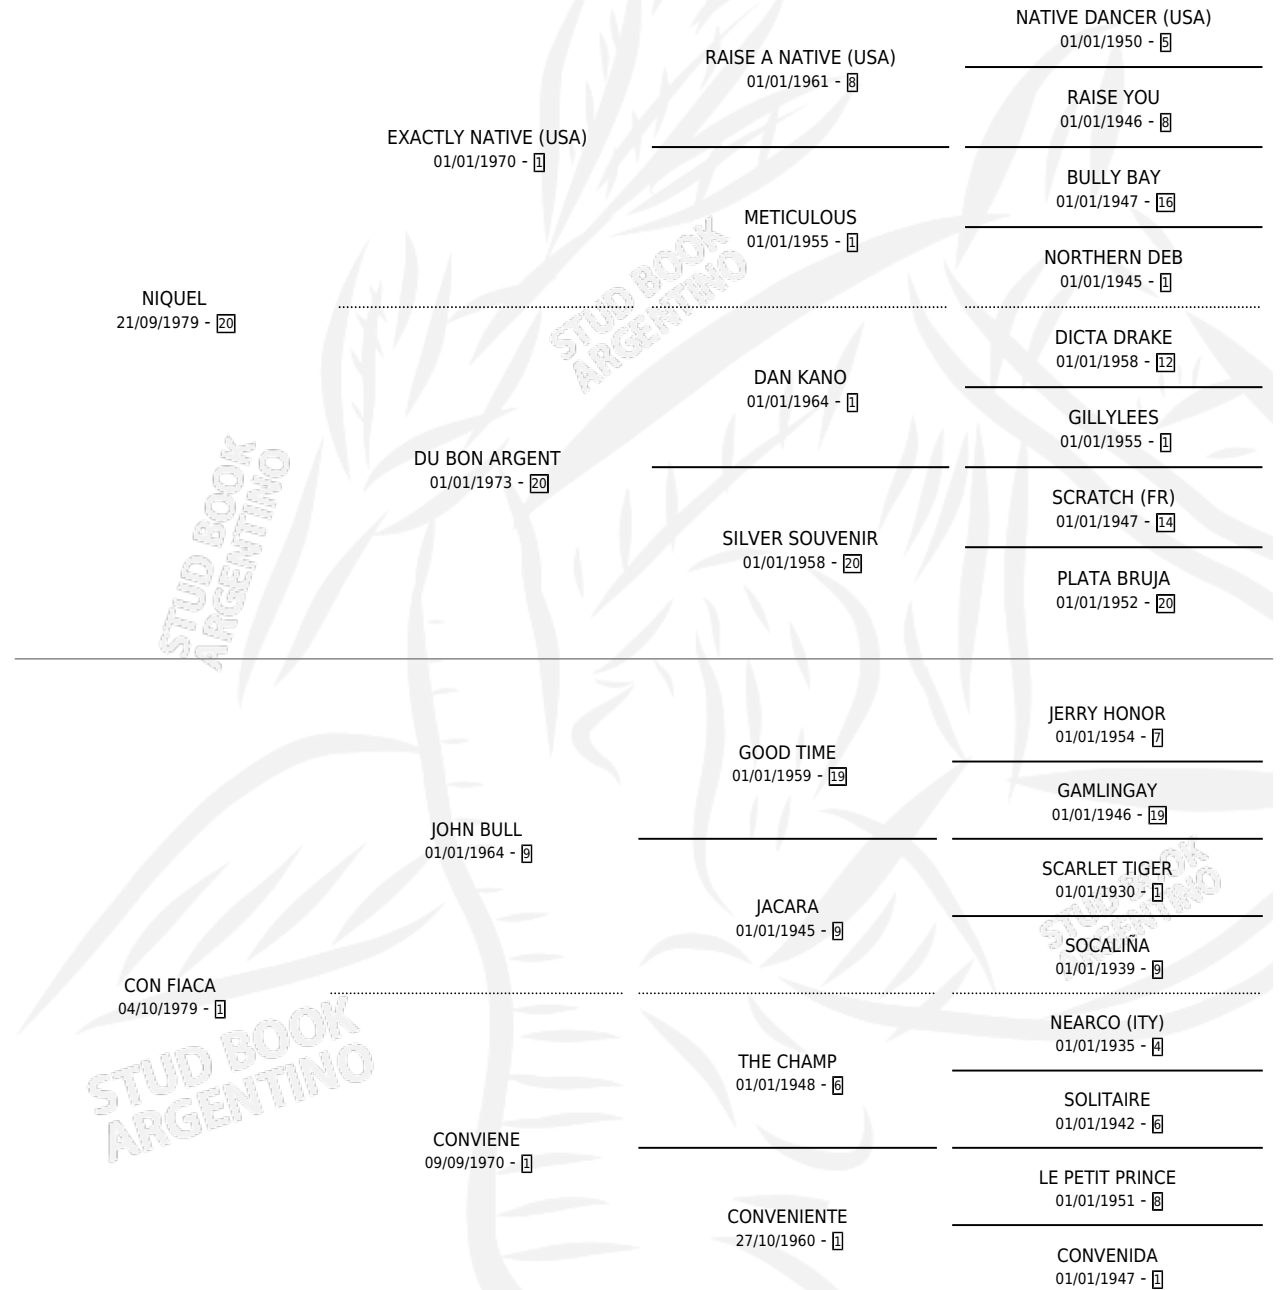 NATIVE DANCER (USA)
01/01/1950 - 5
RAISE A NATIVE (USA)
01/01/1961 - 8
RAISE YOU
01/01/1946 - 8
EXACTLY NATIVE (USA)
01/01/1970 - 1
BULLY BAY
01/01/1947 - 16
METICULOUS
01/01/1955 - 1
NORTHERN DEB
01/01/1945 - 1
NIQUEL
21/09/1979 - 20
DICTA DRAKE
01/01/1958 - 12
DAN KANO
01/01/1964 - 1
GILLYLEES
01/01/1955 - 1
DU BON ARGENT
01/01/1973 - 20
SCRATCH (FR)
01/01/1947 - 14
SILVER SOUVENIR
01/01/1958 - 20
PLATA BRUJA
01/01/1952 - 20
JERRY HONOR
01/01/1954 - 7
GOOD TIME
01/01/1959 - 19
GAMLINGAY
01/01/1946 - 19
JOHN BULL
01/01/1964 - 9
SCARLET TIGER
01/01/1930 - 1
JACARA
01/01/1945 - 9
SOCALIÑA
01/01/1939 - 9
CON FIACA
04/10/1979 - 1
NEARCO (ITY)
01/01/1935 - 4
THE CHAMP
01/01/1948 - 6
SOLITAIRE
01/01/1942 - 6
CONVIENE
09/09/1970 - 1
LE PETIT PRINCE
01/01/1951 - 8
CONVENIENTE
27/10/1960 - 1
CONVENIDA
01/01/1947 - 1
STUD BOOK
ARGENTINO
STUD BOOK
ARGENTINO
STUD BOOK
ARGENTINO
STUD BOOK
ARGENTINO